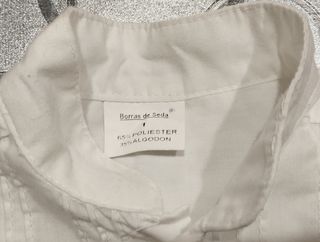 Borras de Seda ®
1
65% POLIESTER
35% ALGODON